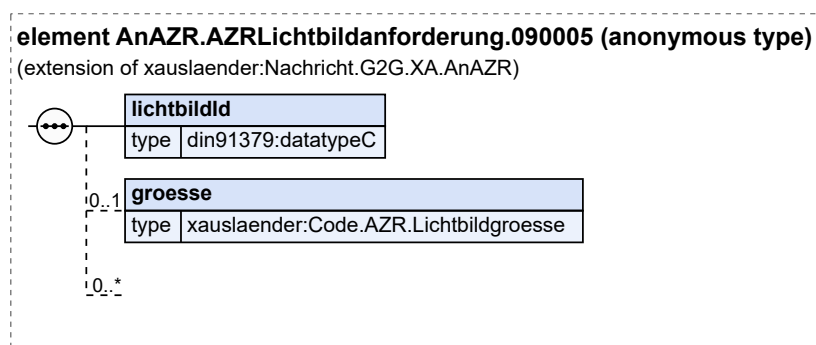 element AnAZR.AZRLichtbildanforderung.090005 (anonymous type)
(extension of xauslaender:Nachricht.G2G.XA.AnAZR)
lichtbildId
type din91379:datatypeC
0..1 groesse
type xauslaender:Code.AZR.Lichtbildgroesse
0..*